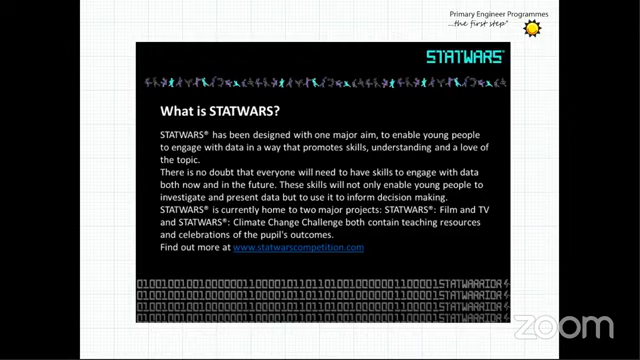 Primary Engineer Programmes
...the first step
STATWARS®
What is STATWARS?
STATWARS® has been designed with one major aim, to enable young people
to engage with data in a way that promotes skills, understanding and a love of
the topic.
There is no doubt that everyone will need to have skills to engage with data
both now and in the future. These skills will not only enable young people to
investigate and present data but to use it to inform decision making.
STATWARS® is currently home to two major projects: STATWARS®: Film and TV
and STATWARS®: Climate Change Challenge both contain teaching resources
and celebrations of the pupil's outcomes.
Find out more at www.statwarscompetition.com
STATWARRIOR
STATWARRIOR
STATWARRIOR
STATWARRIOR
zoom